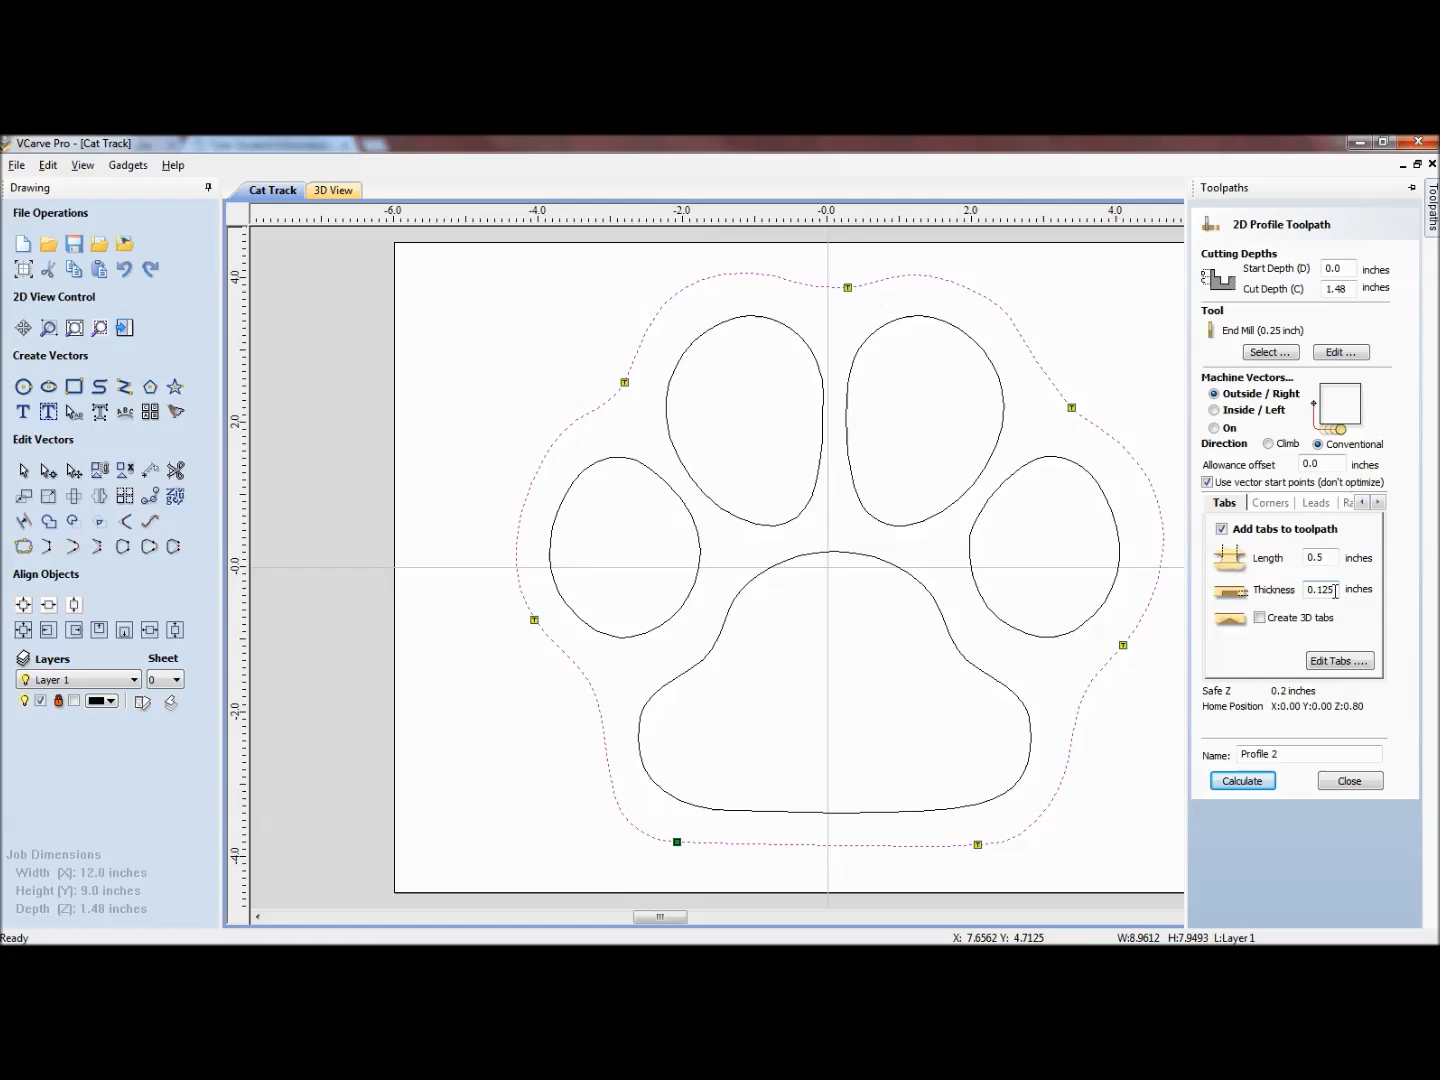 VCarve Pro - [Cat Track]
File Edit View Gadgets Help
Drawing
File Operations
2D View Control
Create Vectors
Edit Vectors
Align Objects
Layers Sheet
Layer 1 0
Job Dimensions
Width (X): 12.0 inches
Height (Y): 9.0 inches
Depth (Z): 1.48 inches
Ready
Cat Track 3D View
-6.0 -4.0 -2.0 -0.0 2.0 4.0
4.0
2.0
-0.0
-2.0
-4.0
T
T
T
T
T
T
X: 7.6562 Y: 4.7125 W:8.9612 H:7.9493 L:Layer 1
Toolpaths
Toolpaths
2D Profile Toolpath
Cutting Depths
Start Depth (D) 0.0 inches
Cut Depth (C) 1.48 inches
Tool
End Mill (0.25 inch)
Select ... Edit ...
Machine Vectors...
Outside / Right
Inside / Left
On
Direction Climb Conventional
Allowance offset 0.0 inches
Use vector start points (don't optimize)
Tabs Corners Leads Ra
Add tabs to toolpath
Length 0.5 inches
Thickness 0.125 inches
Create 3D tabs
Edit Tabs ....
Safe Z 0.2 inches
Home Position X:0.00 Y:0.00 Z:0.80
Name: Profile 2
Calculate Close